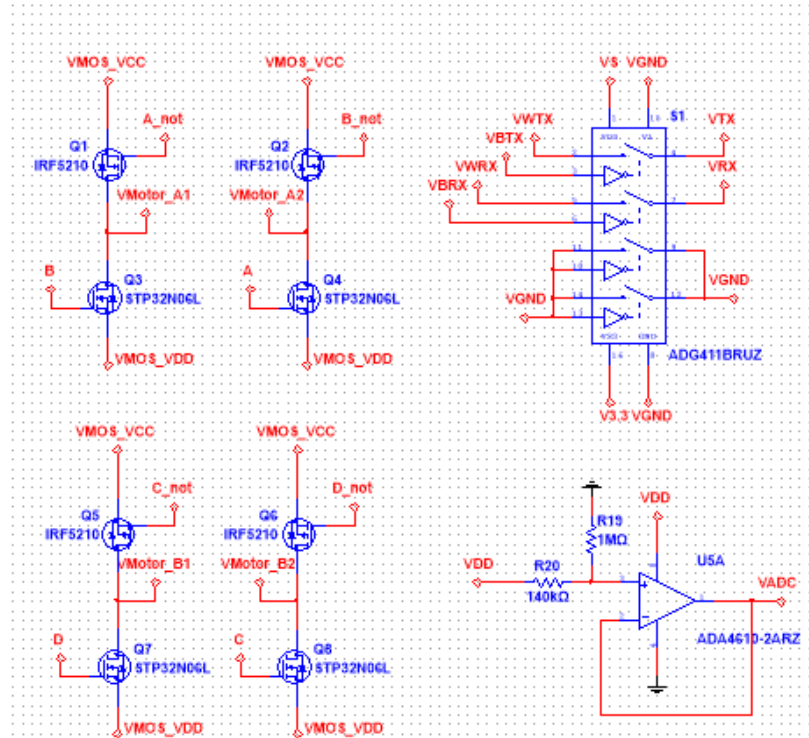 VMOS_VCC
VMOS_VCC
VS VGND
A_not
B_not
S1
Q1
IRF5210
Q2
IRF5210
VWTX
VBTX
VWRX
VBRX
VTX
VRX
VMotor_A1
VMotor_A2
B
Q3
STP32N06L
A
Q4
STP32N06L
VGND
VGND
VMOS_VDD
VMOS_VDD
ADG411BRUZ
V3.3 VGND
VMOS_VCC
VMOS_VCC
C_not
D_not
Q5
IRF5210
Q6
IRF5210
VMotor_B1
VMotor_B2
D
Q7
STP32N06L
C
Q8
STP32N06L
VMOS_VDD
VMOS_VDD
VDD
R19
1MΩ
U5A
VDD
R20
140kΩ
VADC
ADA4610-2ARZ